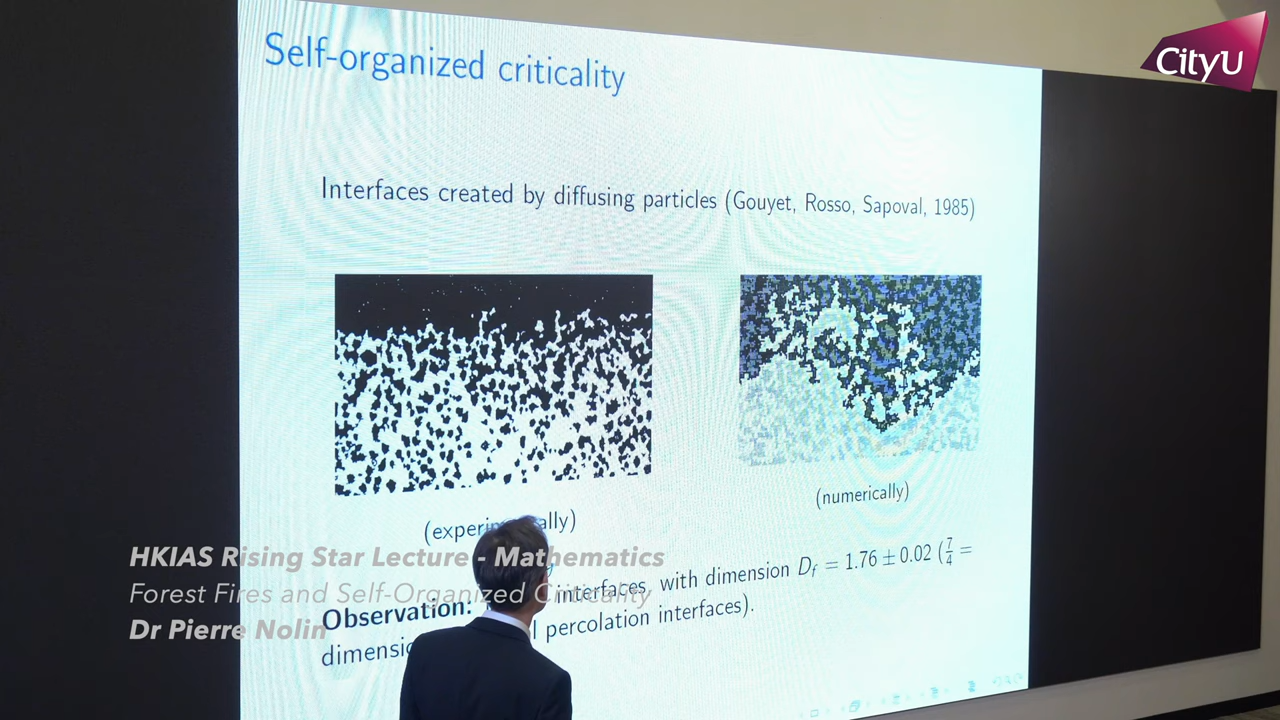 CityU
Self-organized criticality
Interfaces created by diffusing particles (Gouyet, Rosso, Sapoval, 1985)
(numerically)
HKIAS Rising Star Lecture - Mathematics
Forest Fires and Self-Organized Criticality
Dr Pierre Nolin
Observation: interfaces, with dimension D_f = 1.76 ± 0.02 (7/4 =
percolation interfaces).